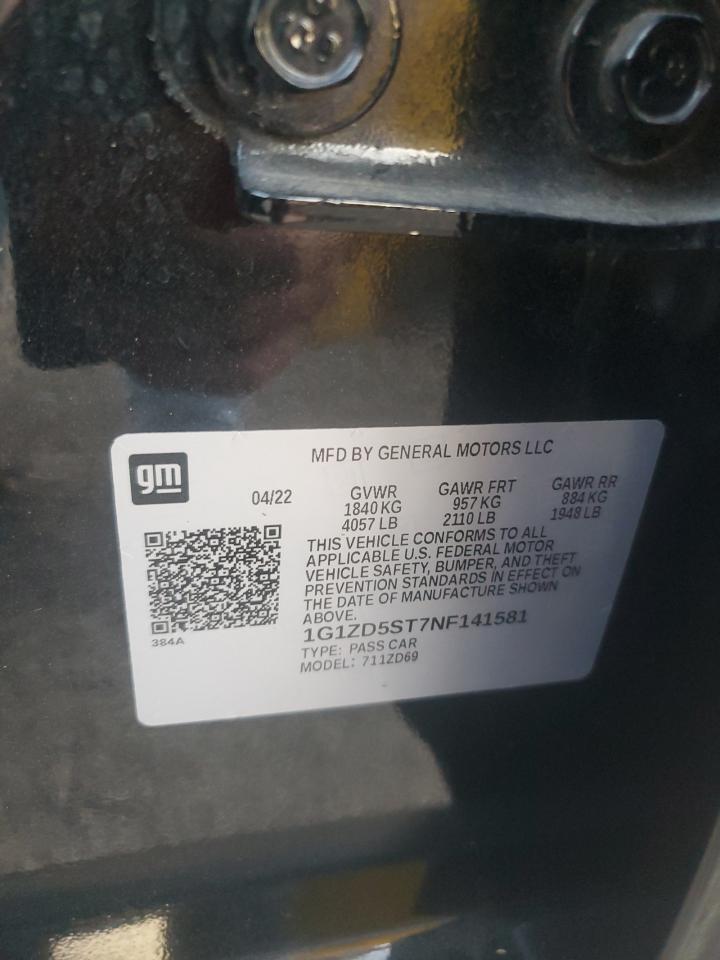 gm
MFD BY GENERAL MOTORS LLC
04/22 GVWR GAWR FRT GAWR RR
1840 KG 957 KG 884 KG
4057 LB 2110 LB 1948 LB
THIS VEHICLE CONFORMS TO ALL
APPLICABLE U.S. FEDERAL MOTOR
VEHICLE SAFETY, BUMPER, AND THEFT
PREVENTION STANDARDS IN EFFECT ON
THE DATE OF MANUFACTURE SHOWN
ABOVE.
1G1ZD5ST7NF141581
TYPE: PASS CAR
MODEL: 711ZD69
384A